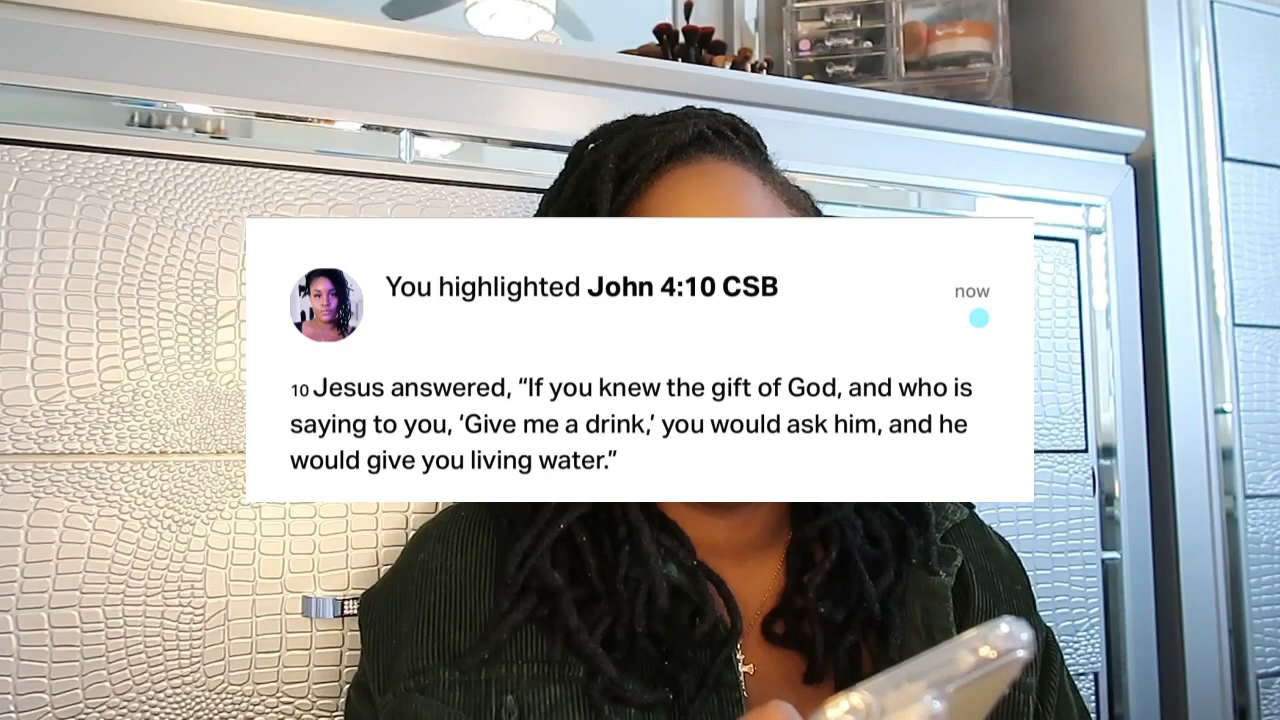 You highlighted John 4:10 CSB
now
10 Jesus answered, “If you knew the gift of God, and who is
saying to you, ‘Give me a drink,’ you would ask him, and he
would give you living water.”